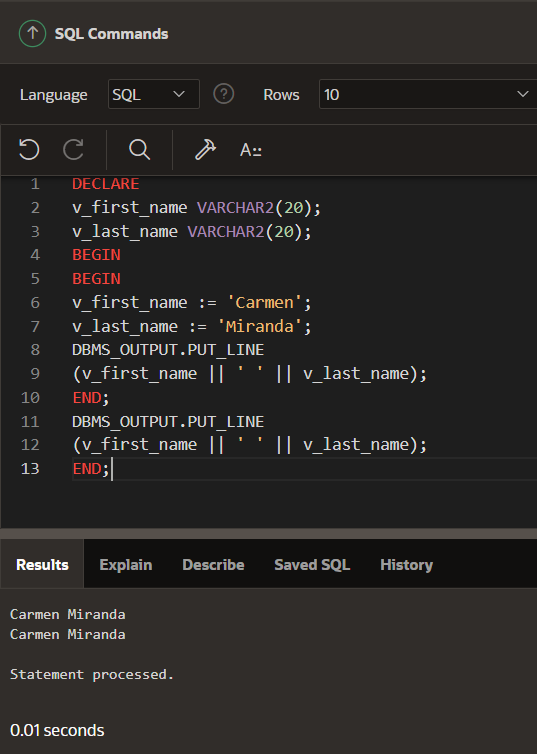 SQL Commands
Language SQL ? Rows 10
A::
1 DECLARE
2 v_first_name VARCHAR2(20);
3 v_last_name VARCHAR2(20);
4 BEGIN
5 BEGIN
6 v_first_name := 'Carmen';
7 v_last_name := 'Miranda';
8 DBMS_OUTPUT.PUT_LINE
9 (v_first_name || ' ' || v_last_name);
10 END;
11 DBMS_OUTPUT.PUT_LINE
12 (v_first_name || ' ' || v_last_name);
13 END;
Results Explain Describe Saved SQL History
Carmen Miranda
Carmen Miranda
Statement processed.
0.01 seconds